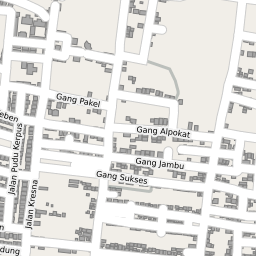 Gang Pakel
Gang Alpokat
Gang Jambu
Gang Sukses
Jalan Pudu Kerpus
Jalan Kresna